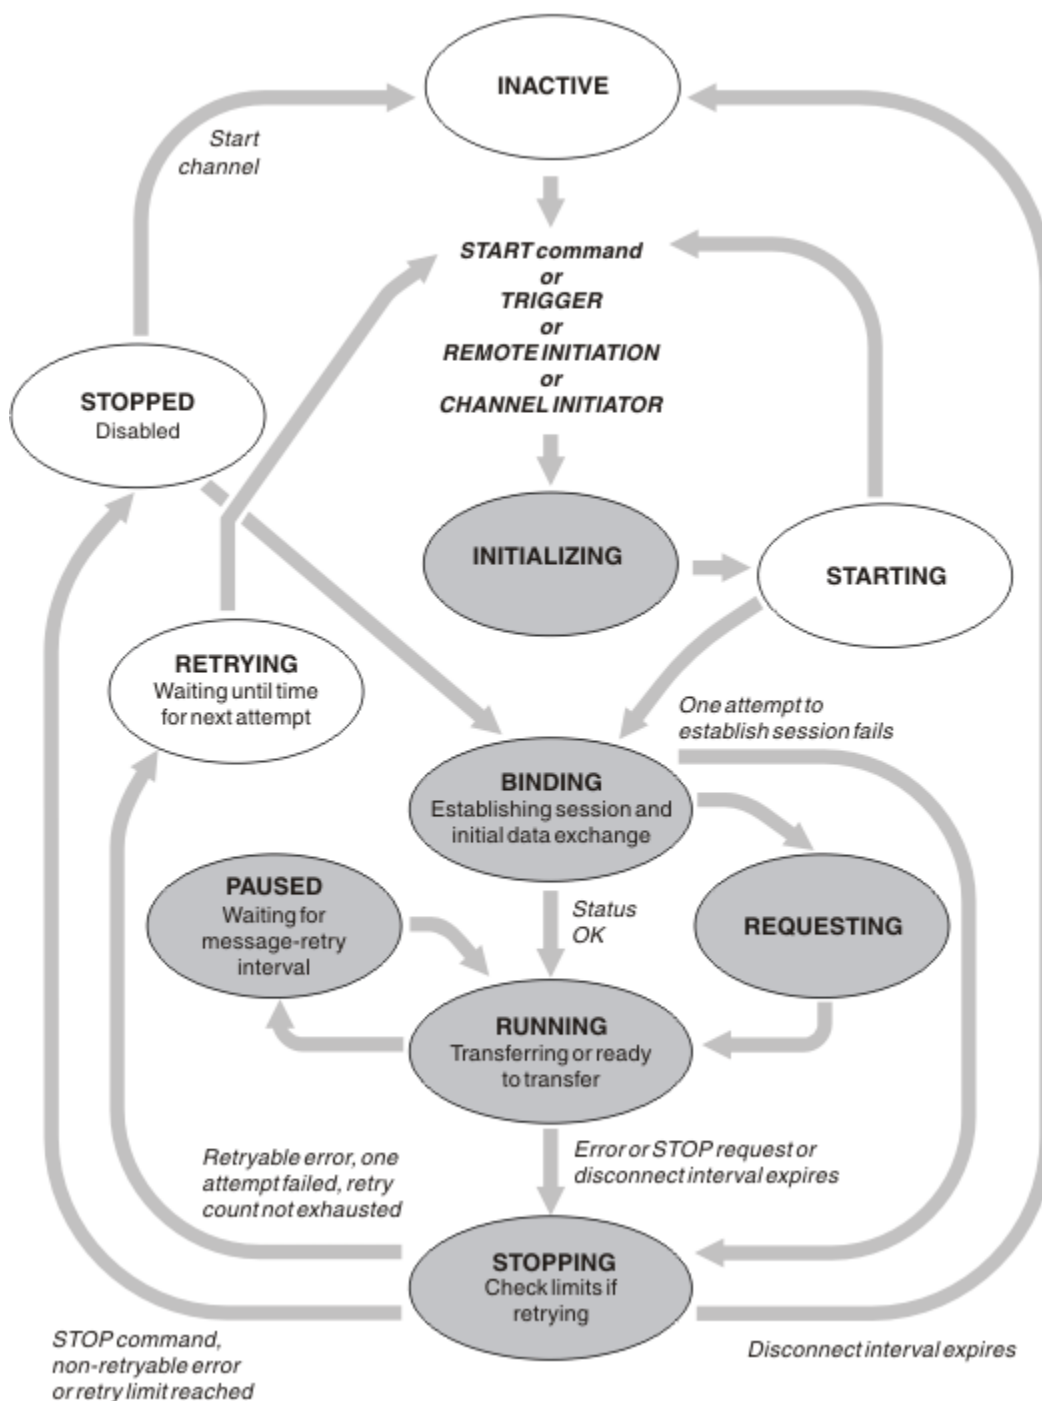 INACTIVE
Start
channel
START command
or
TRIGGER
or
REMOTE INITIATION
or
CHANNEL INITIATOR
STOPPED
Disabled
INITIALIZING
STARTING
RETRYING
Waiting until time
for next attempt
One attempt to
establish session fails
BINDING
Establishing session and
initial data exchange
PAUSED
Waiting for
message-retry
interval
Status
OK
REQUESTING
RUNNING
Transferring or ready
to transfer
Retryable error, one
attempt failed, retry
count not exhausted
Error or STOP request or
disconnect interval expires
STOPPING
Check limits if
retrying
STOP command,
non-retryable error
or retry limit reached
Disconnect interval expires